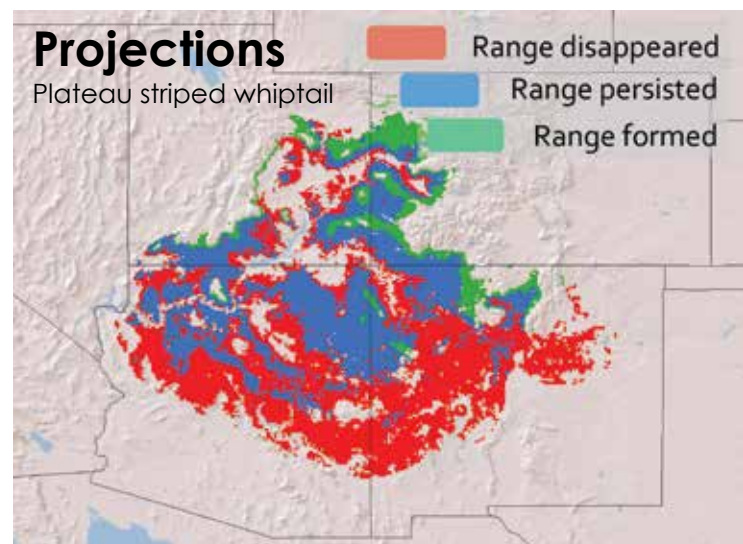 Projections
Plateau striped whiptail
Range disappeared
Range persisted
Range formed